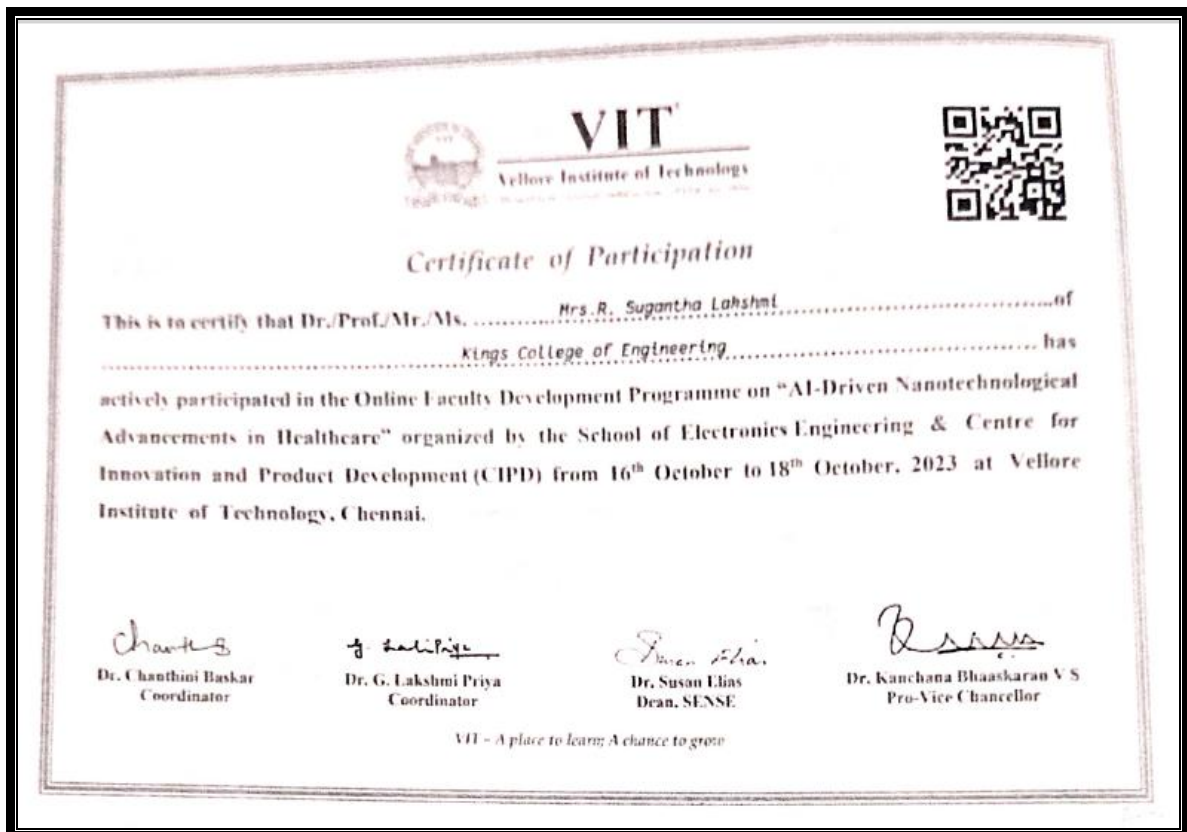 VIT
Vellore Institute of Technology
Certificate of Participation
This is to certify that Dr./Prof./Mr./Ms. ............Mrs.R. Sugantha Lakshmi........................................of
................................................Kings College of Engineering.......................................... has
actively participated in the Online Faculty Development Programme on “AI-Driven Nanotechnological
Advancements in Healthcare” organized by the School of Electronics Engineering & Centre for
Innovation and Product Development (CIPD) from 16th October to 18th October, 2023 at Vellore
Institute of Technology, Chennai.
Dr. Chanthini Baskar
Coordinator
Dr. G. Lakshmi Priya
Coordinator
Dr. Susan Elias
Dean, SENSE
Dr. Kanchana Bhaaskaran V S
Pro-Vice Chancellor
VIT – A place to learn; A chance to grow